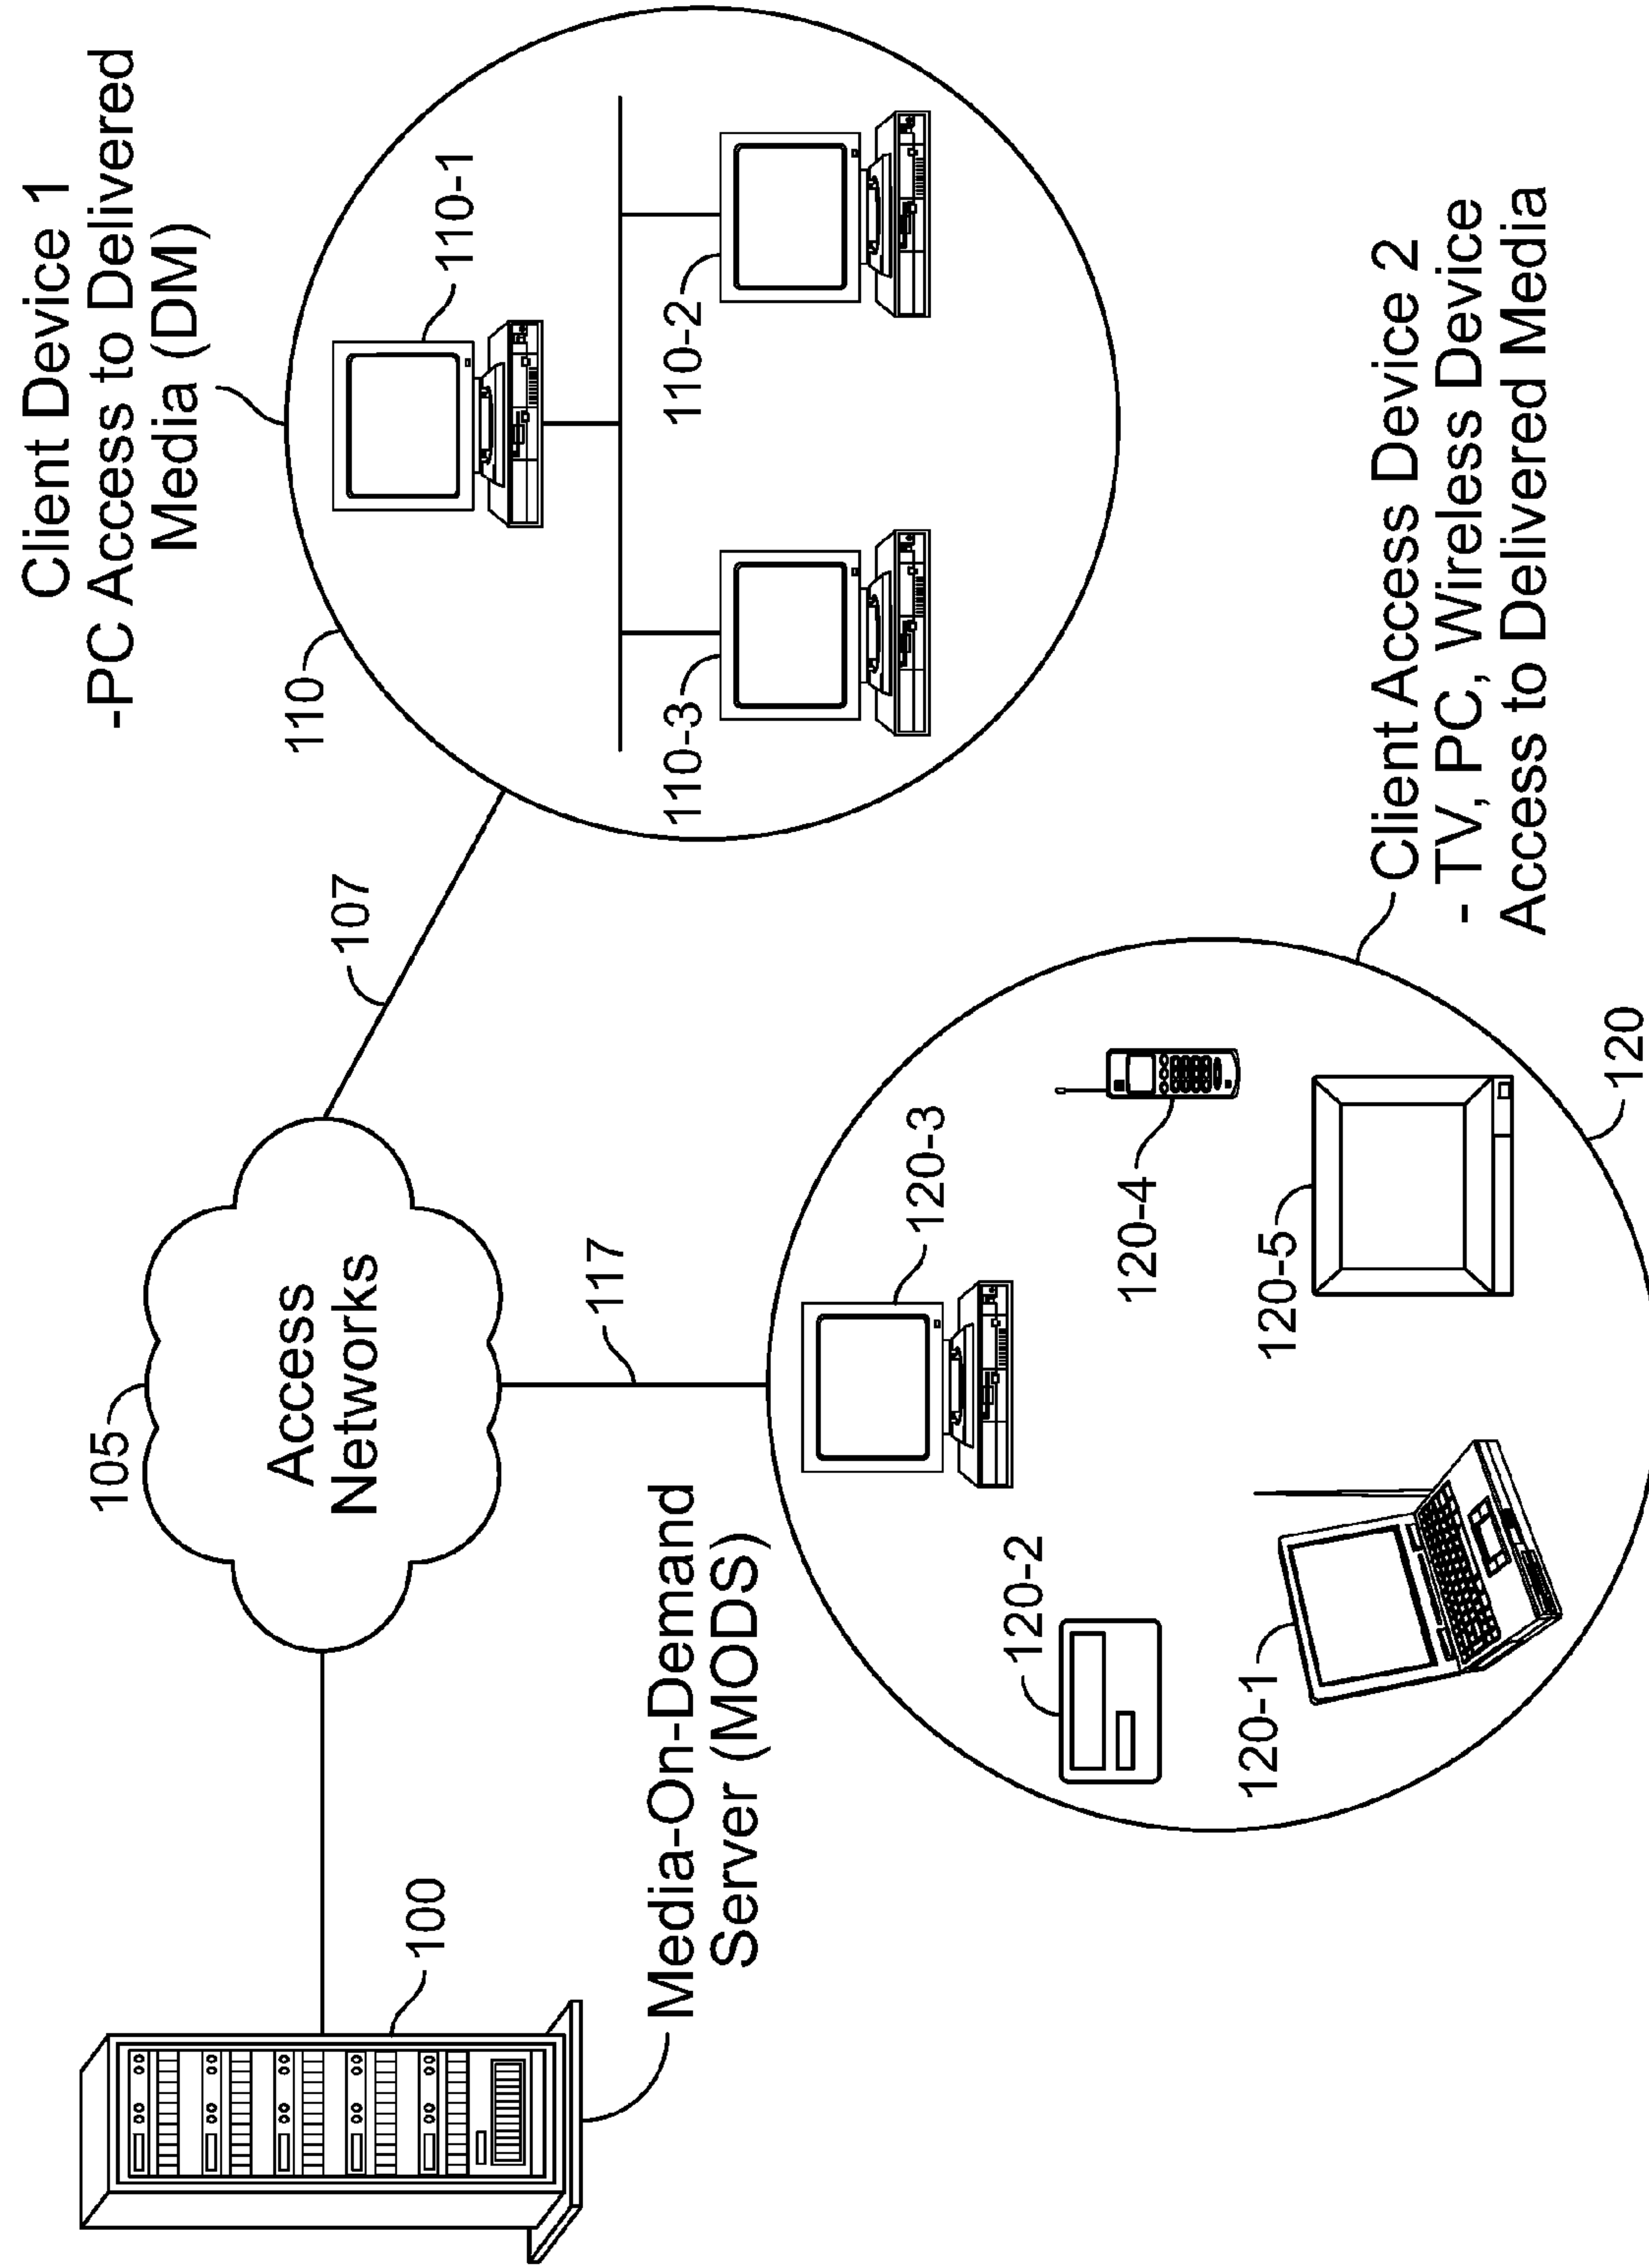 Client Device 1
-PC Access to Delivered
Media (DM)
110
110-1
110-2
110-3
107
105
Access
Networks
117
100
Media-On-Demand
Server (MODS)
120-3
120-4
120-2
120-5
120-1
120
Client Access Device 2
- TV, PC, Wireless Device
Access to Delivered Media